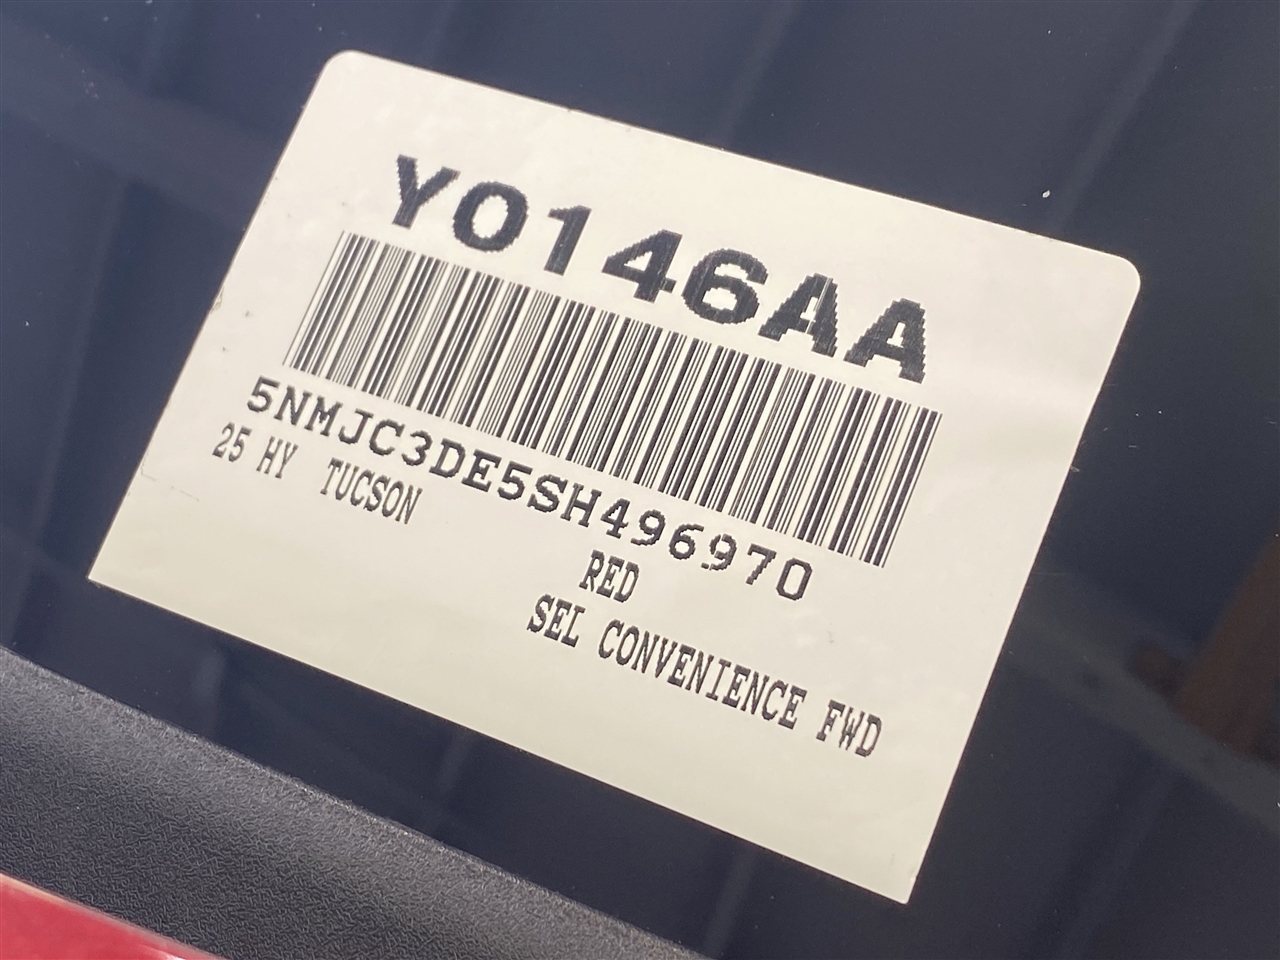 Y0146AA
5NMJC3DE5SH496970
25 HY TUCSON
RED
SEL CONVENIENCE FWD